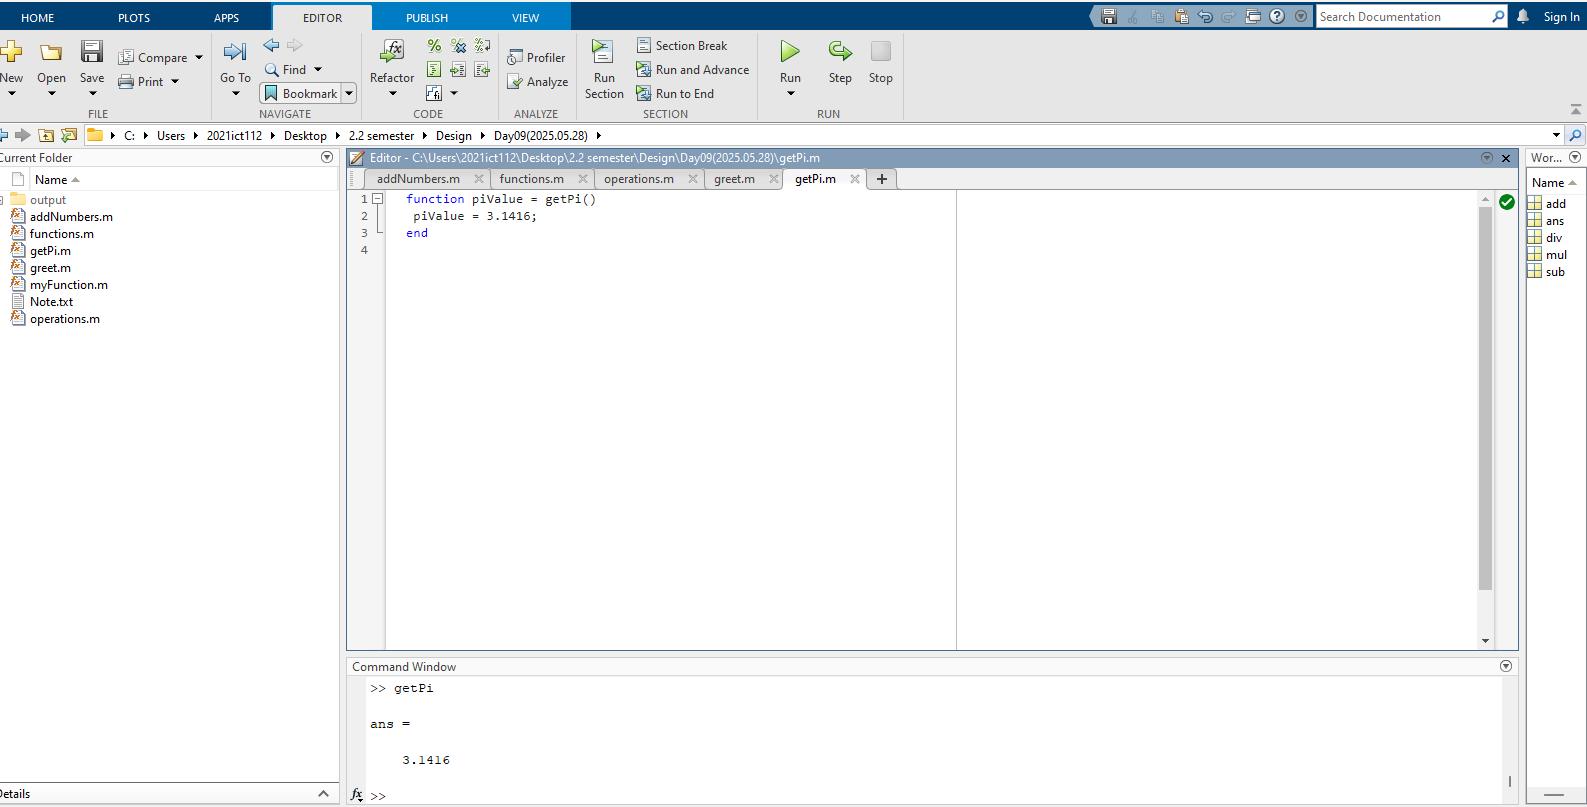 HOME PLOTS APPS EDITOR PUBLISH VIEW
Search Documentation
Sign In
New Open Save
Compare
Print
FILE
Go To
Find
Bookmark
NAVIGATE
Refactor
CODE
Profiler
Analyze
ANALYZE
Run Section
Section Break
Run and Advance
Run to End
SECTION
Run Step Stop
RUN
C: Users 2021ict112 Desktop 2.2 semester Design Day09(2025.05.28)
Current Folder
Name
output
addNumbers.m
functions.m
getPi.m
greet.m
myFunction.m
Note.txt
operations.m
Details
Editor - C:\Users\2021ict112\Desktop\2.2 semester\Design\Day09(2025.05.28)\getPi.m
addNumbers.m functions.m operations.m greet.m getPi.m +
1 function piValue = getPi()
2 piValue = 3.1416;
3 end
4
Command Window
>> getPi
ans =
3.1416
fx >>
Wor...
Name
add
ans
div
mul
sub